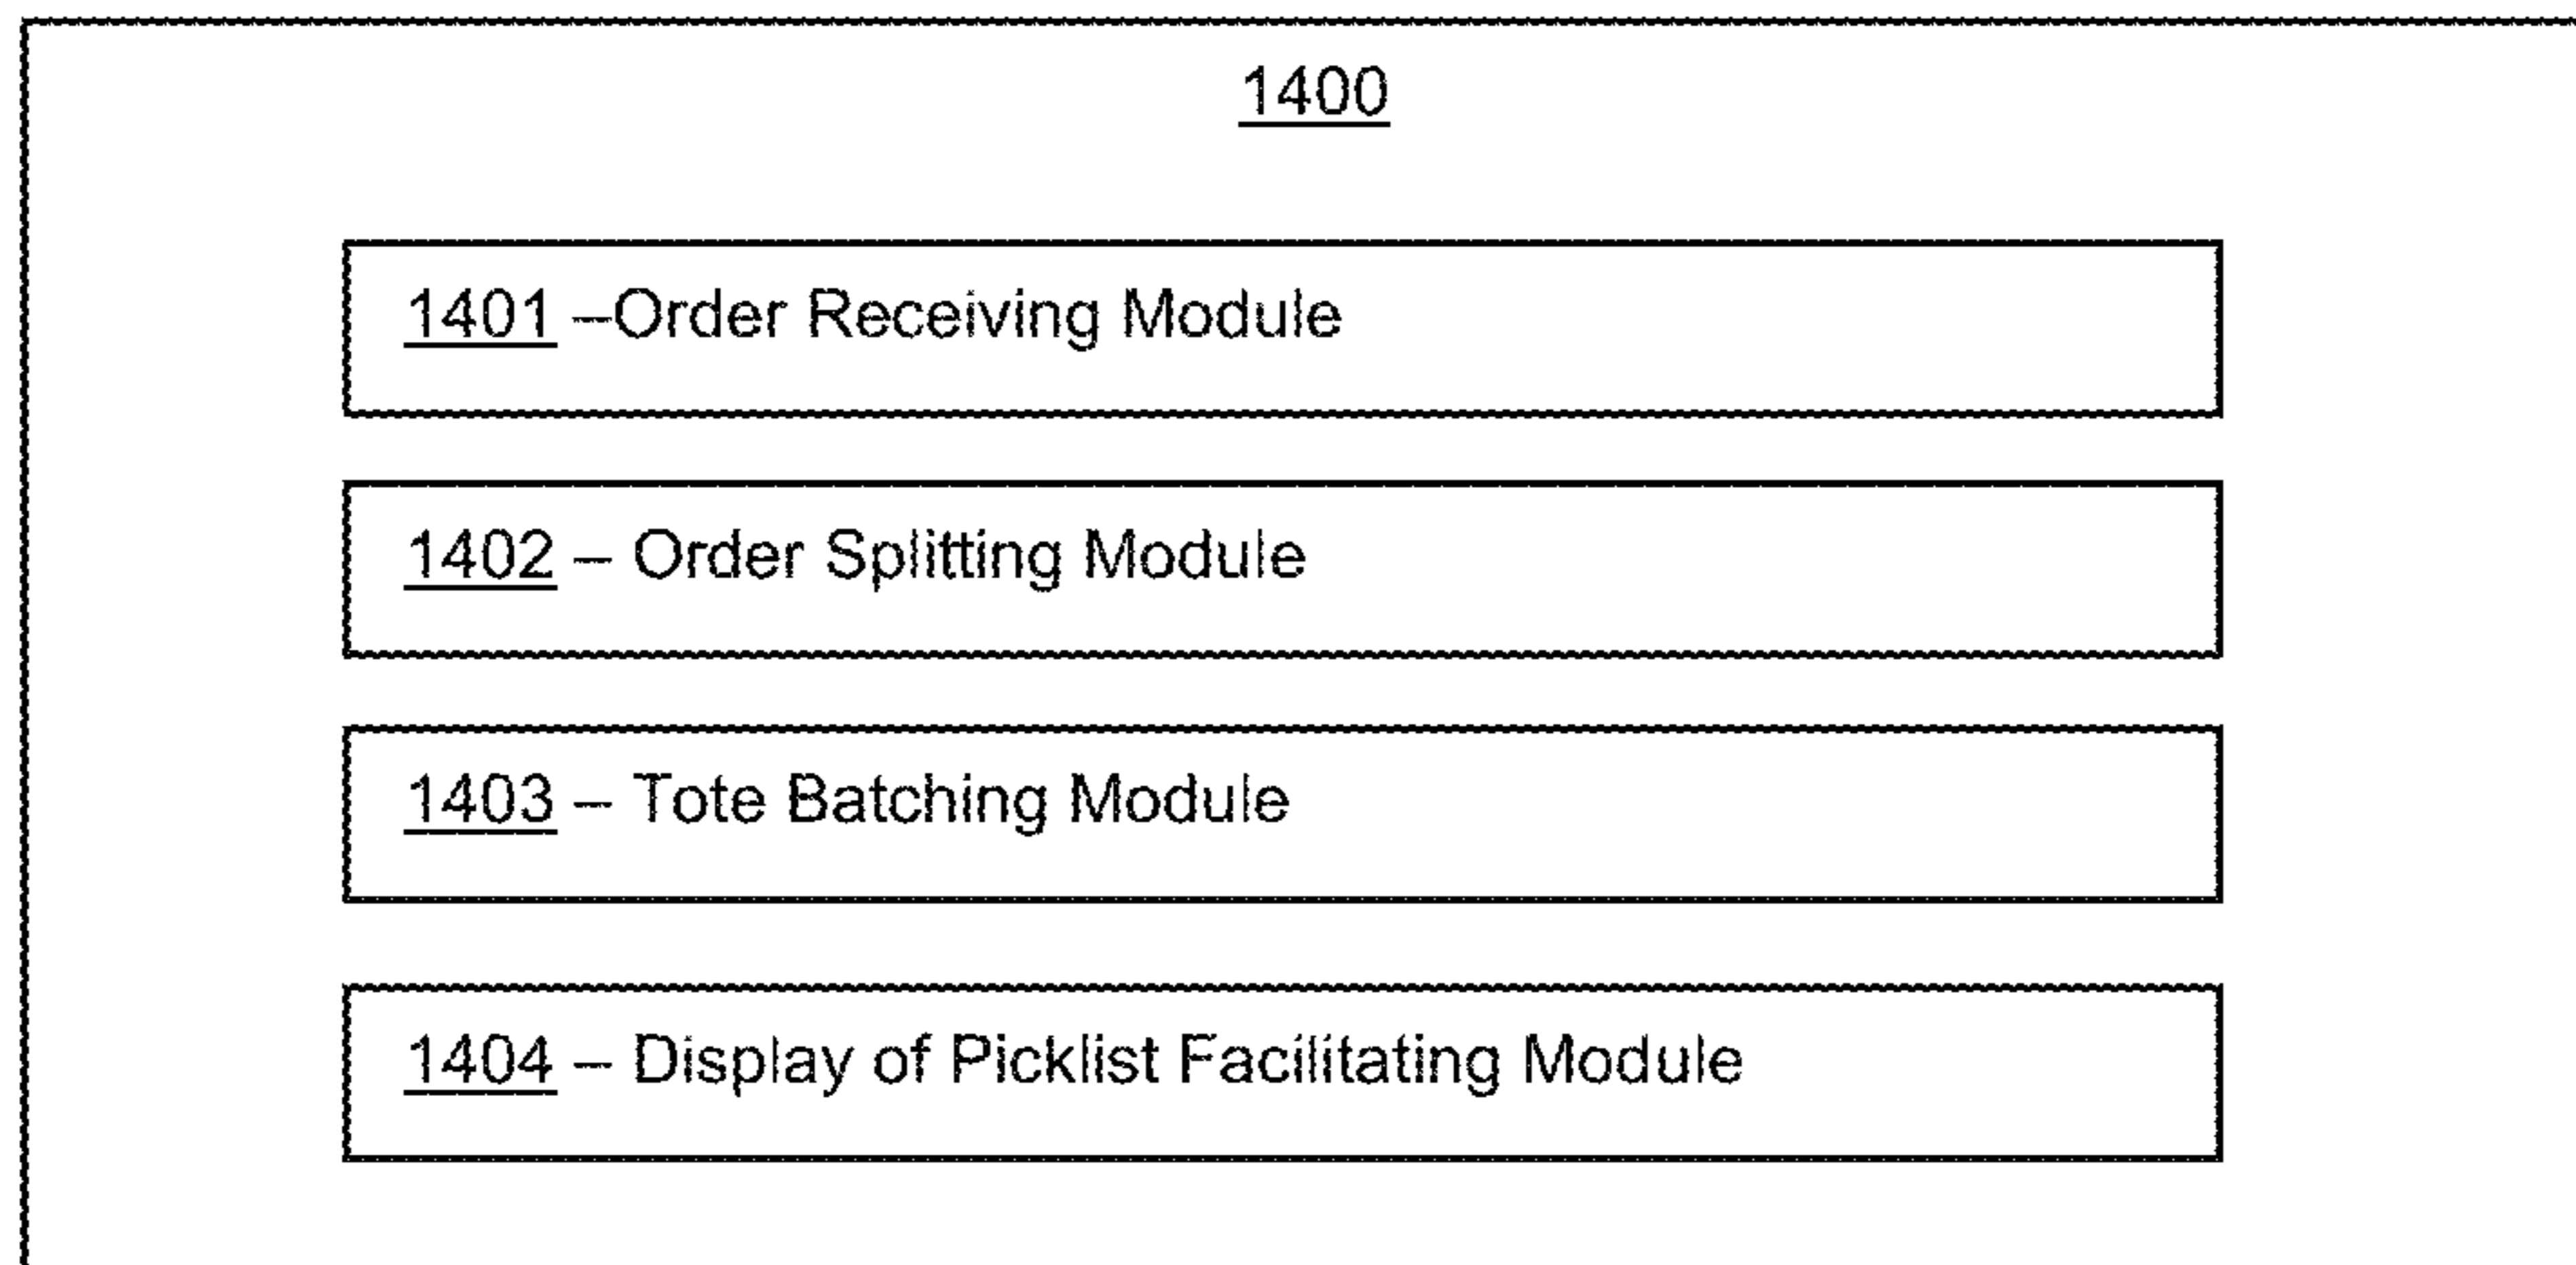 1400
1401 –Order Receiving Module
1402 – Order Splitting Module
1403 – Tote Batching Module
1404 – Display of Picklist Facilitating Module